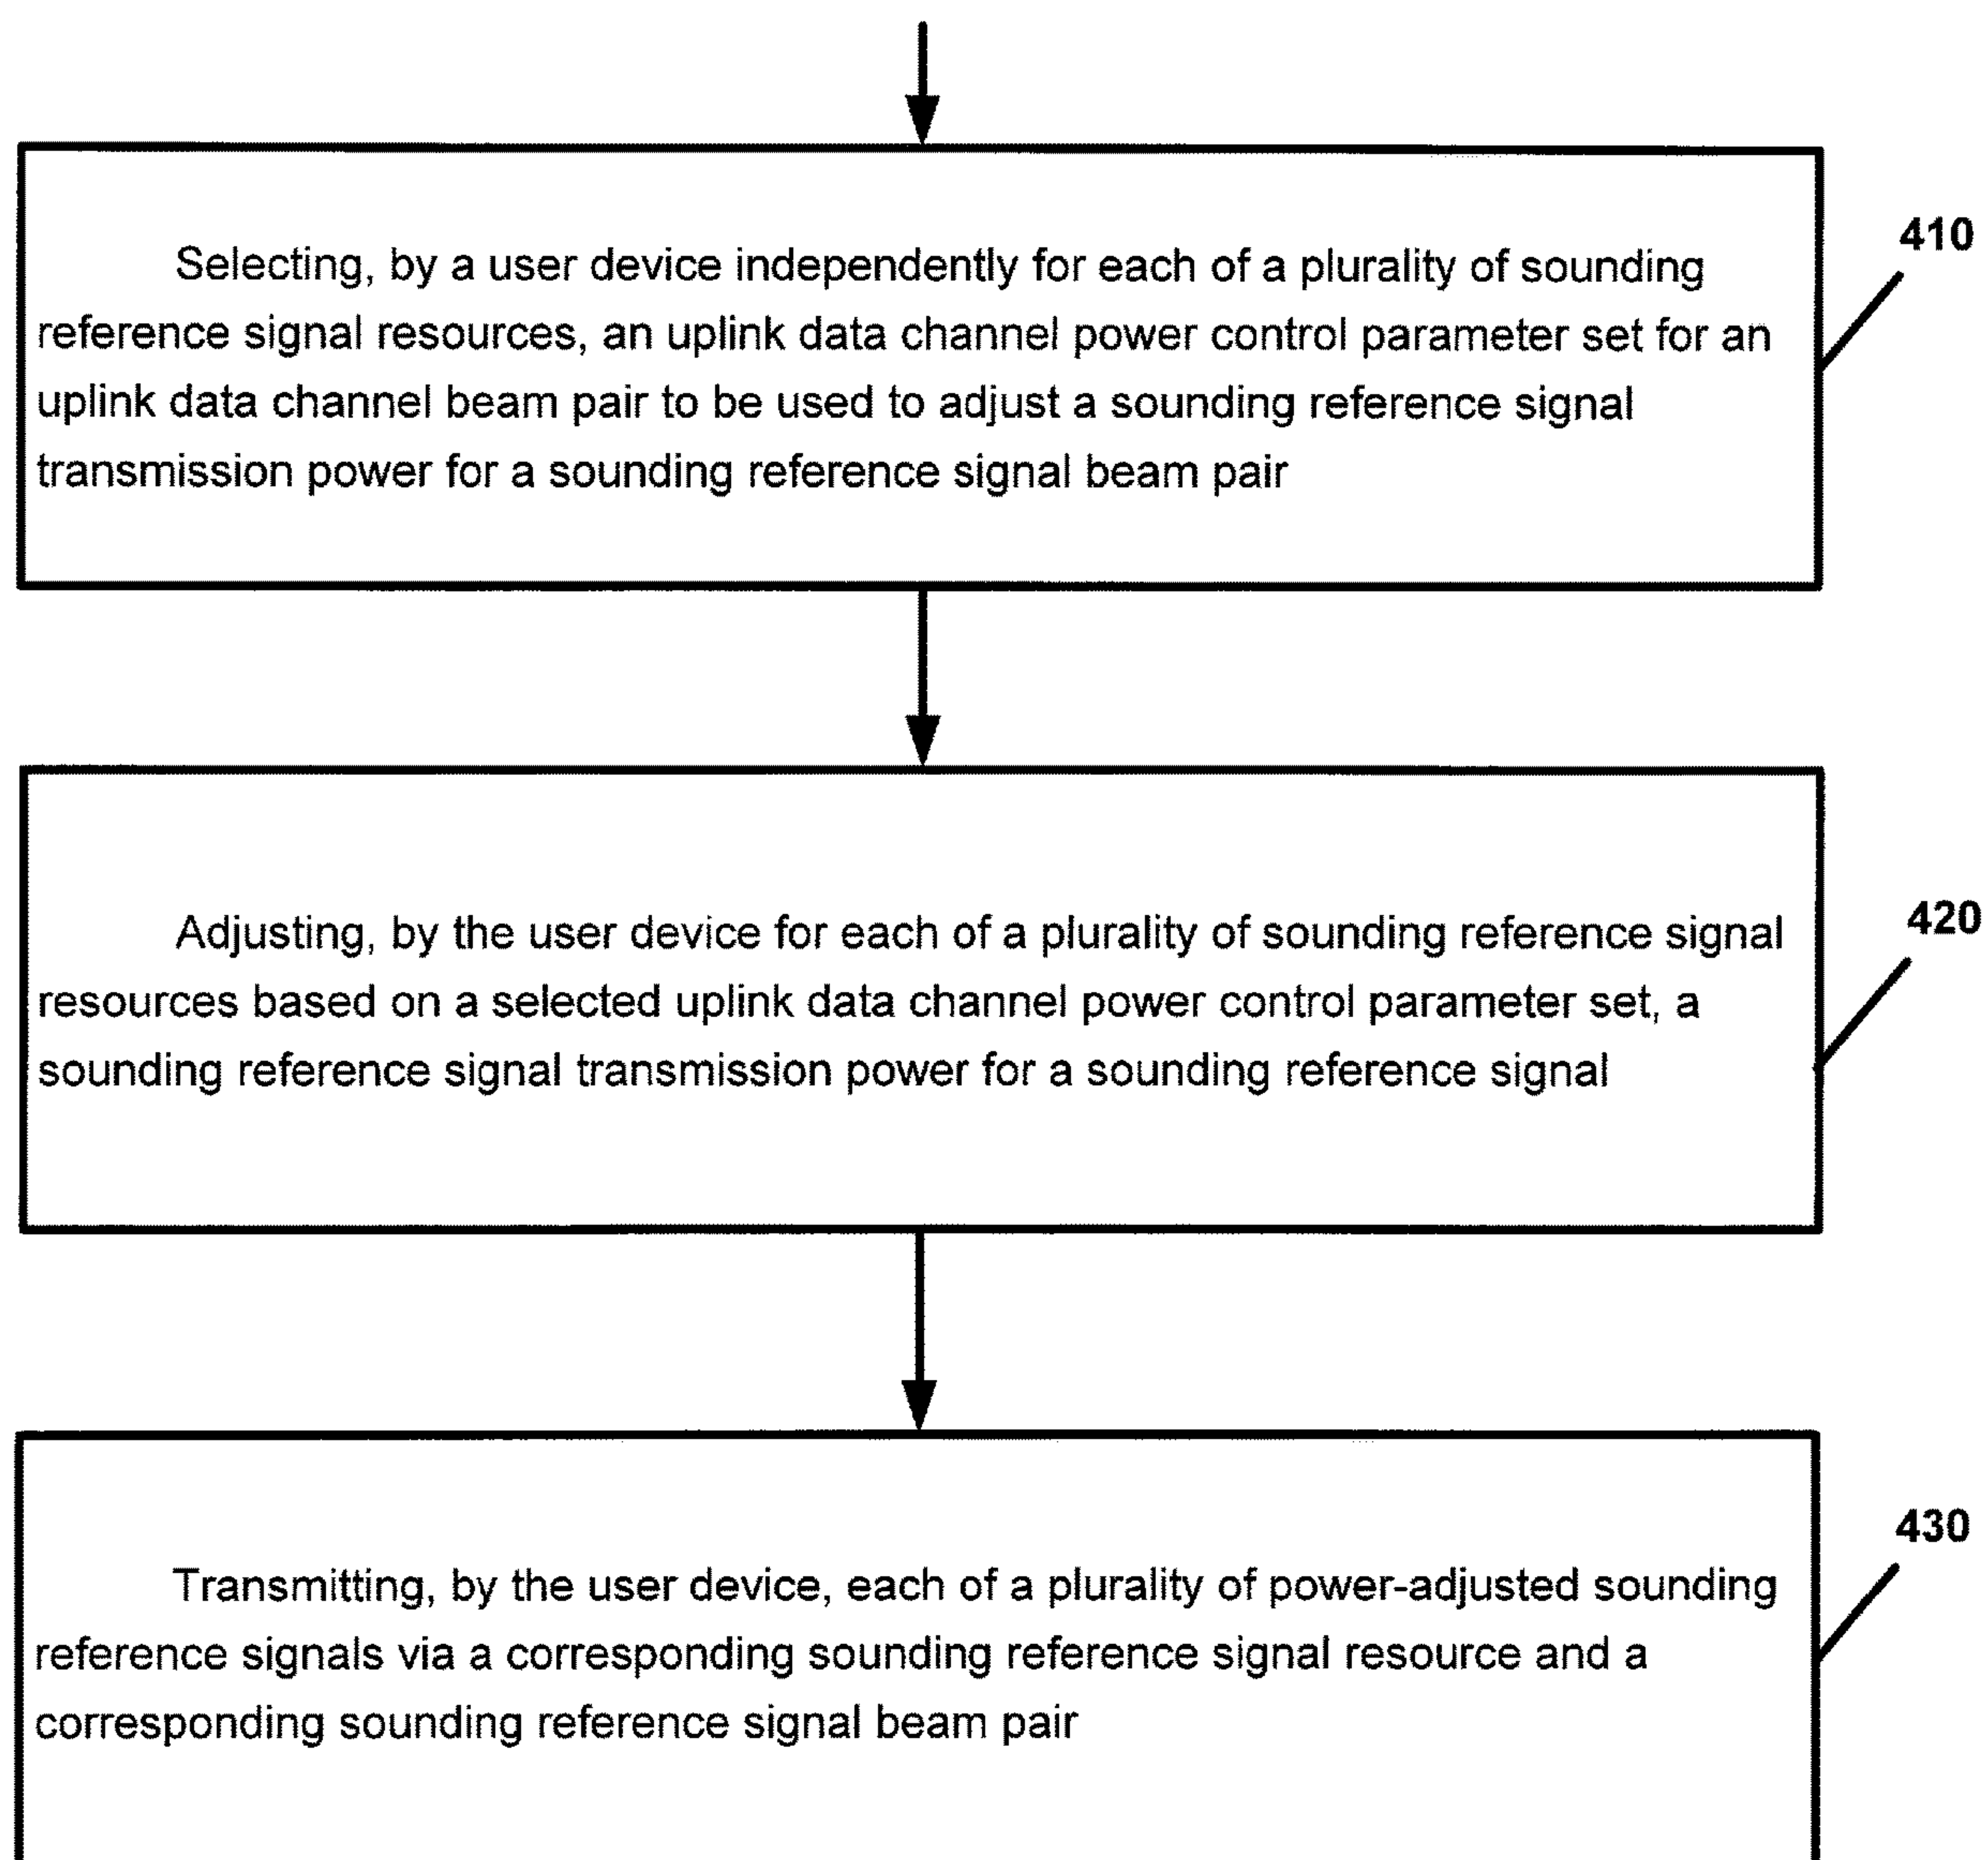 Selecting, by a user device independently for each of a plurality of sounding
reference signal resources, an uplink data channel power control parameter set for an
uplink data channel beam pair to be used to adjust a sounding reference signal
transmission power for a sounding reference signal beam pair
410
Adjusting, by the user device for each of a plurality of sounding reference signal
resources based on a selected uplink data channel power control parameter set, a
sounding reference signal transmission power for a sounding reference signal
420
Transmitting, by the user device, each of a plurality of power-adjusted sounding
reference signals via a corresponding sounding reference signal resource and a
corresponding sounding reference signal beam pair
430